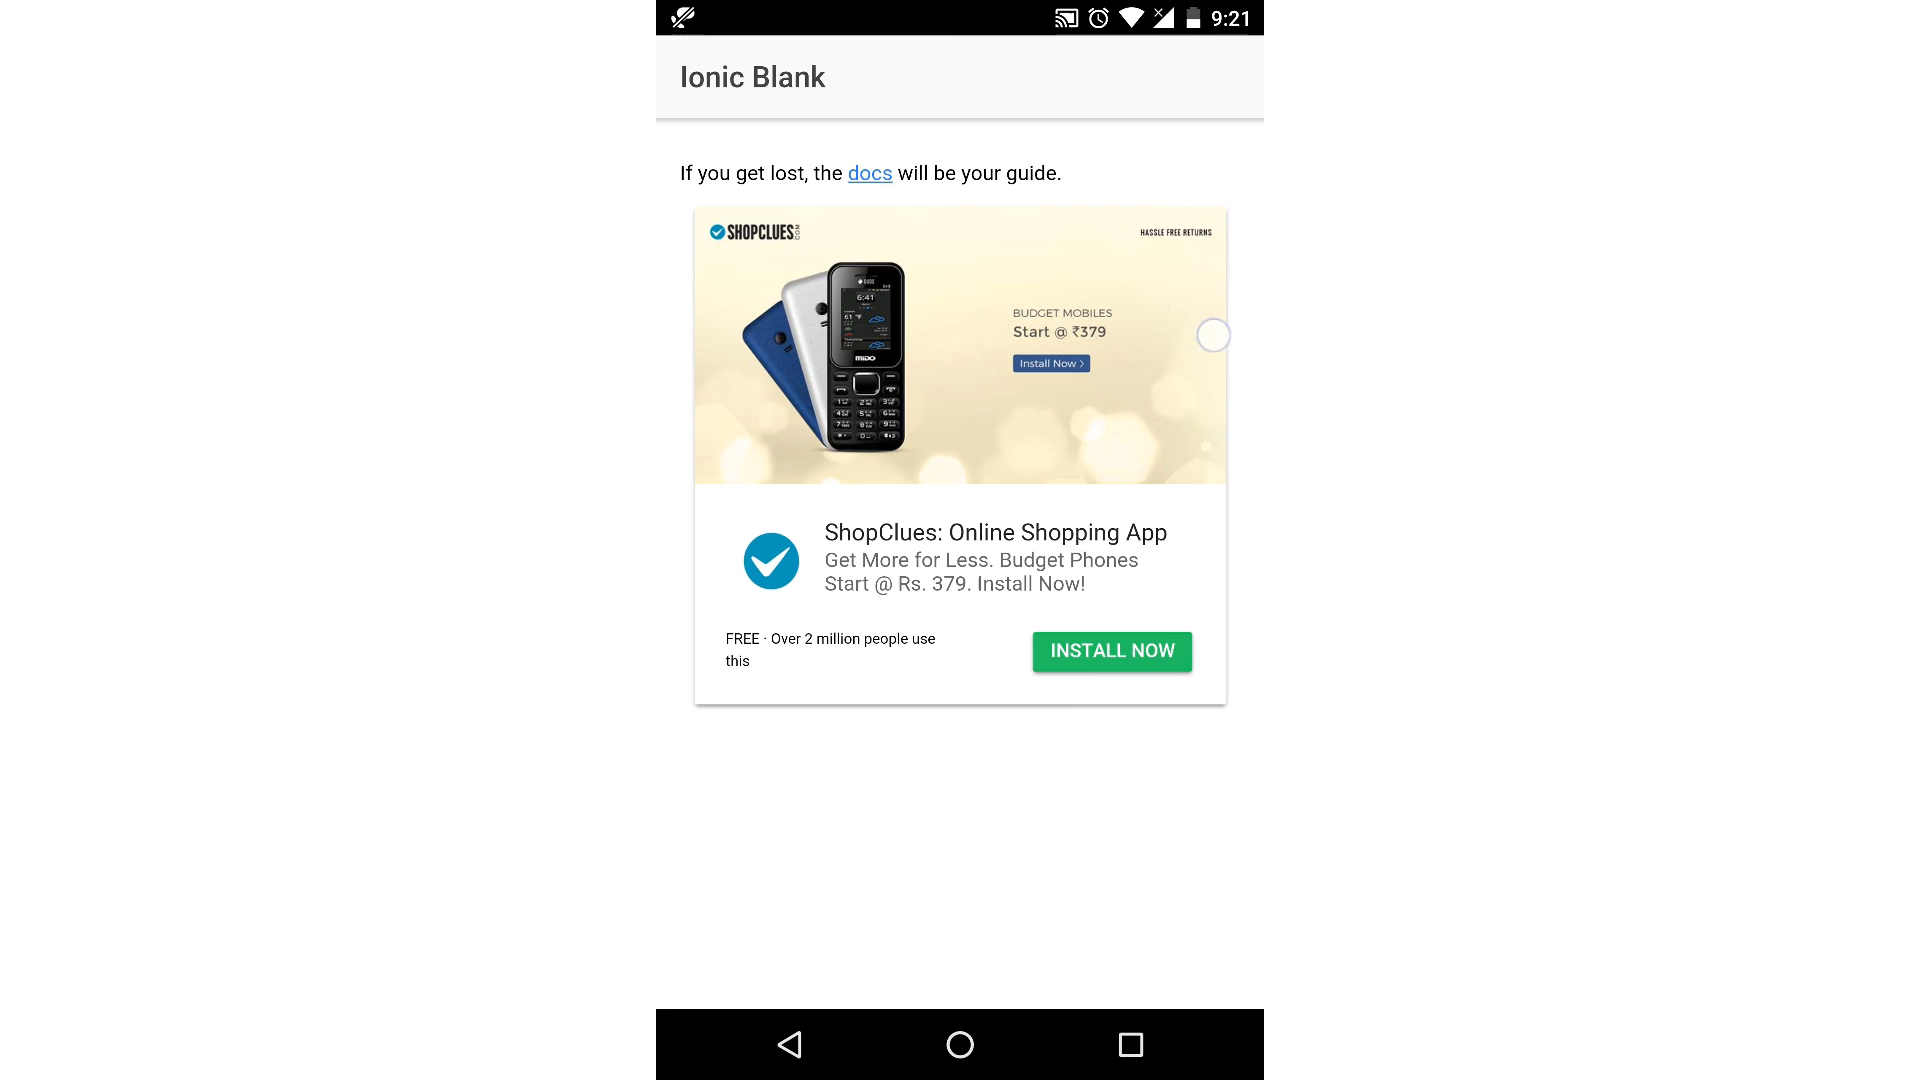 9:21
Ionic Blank
If you get lost, the docs will be your guide.
SHOPCLUES.COM
HASSLE FREE RETURNS
6:41
MIDO
BUDGET MOBILES
Start @ ₹379
Install Now >
ShopClues: Online Shopping App
Get More for Less. Budget Phones
Start @ Rs. 379. Install Now!
FREE · Over 2 million people use
this
INSTALL NOW